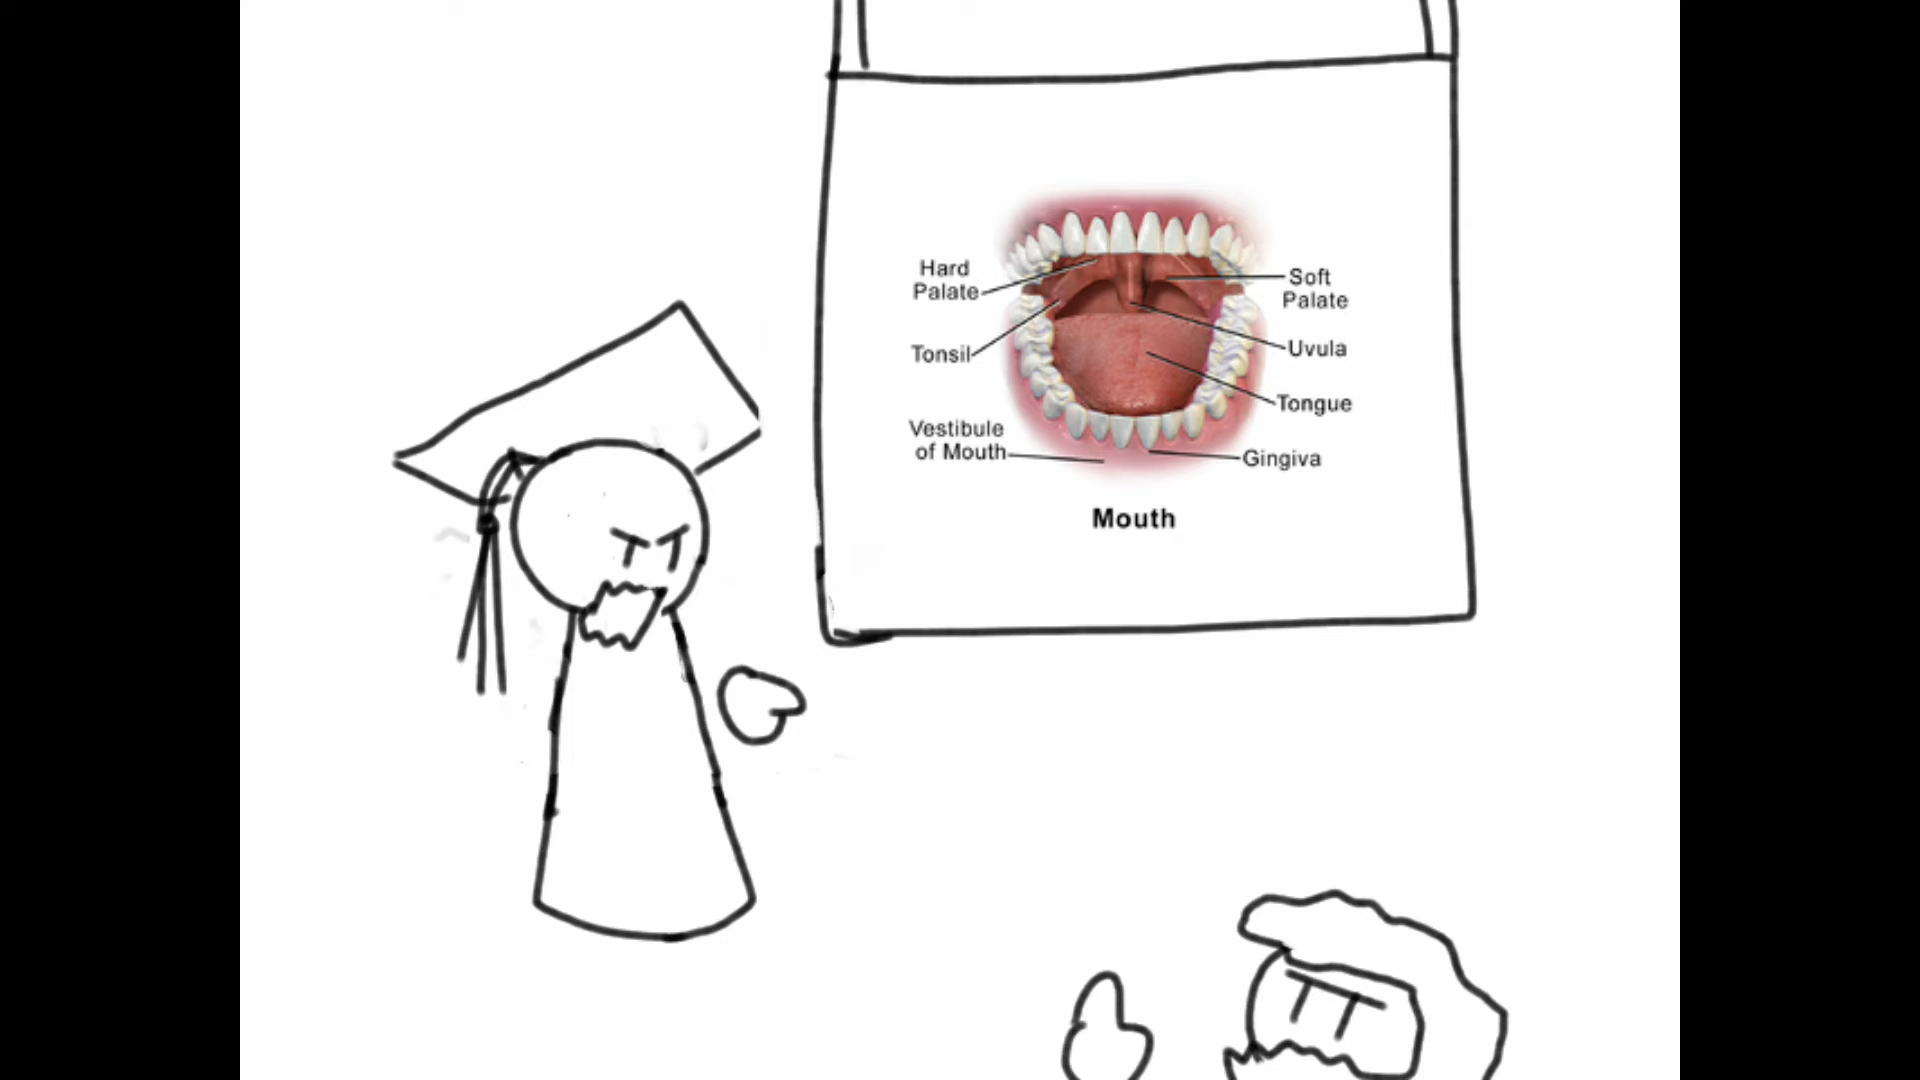 Hard
Palate
Soft
Palate
Tonsil
Uvula
Tongue
Vestibule
of Mouth
Gingiva
Mouth